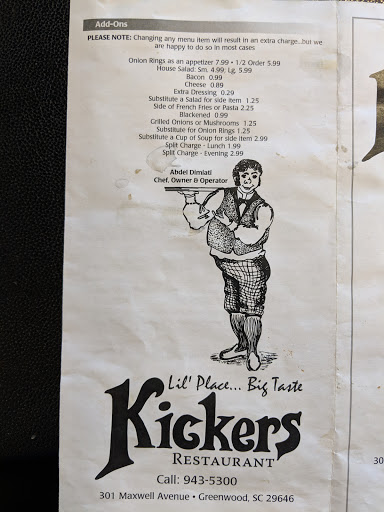 Add-Ons
PLEASE NOTE: Changing any menu item will result in an extra charge...but we
are happy to do so in most cases
Onion Rings as an appetizer 7.99 • 1/2 Order 5.99
House Salad: Sm. 4.99, Lg. 5.99
Bacon 0.99
Cheese 0.89
Extra Dressing 0.29
Substitute a Salad for side item 1.25
Side of French Fries or Pasta 2.25
Blackened 0.99
Grilled Onions or Mushrooms 1.25
Substitute for Onion Rings 1.25
Substitute a Cup of Soup for side item 2.99
Split Charge - Lunch 1.99
Split Charge - Evening 2.99
Abdel Dimiati
Chef, Owner & Operator
Lil' Place... Big Taste
Kickers
RESTAURANT
Call: 943-5300
301 Maxwell Avenue • Greenwood, SC 29646
30